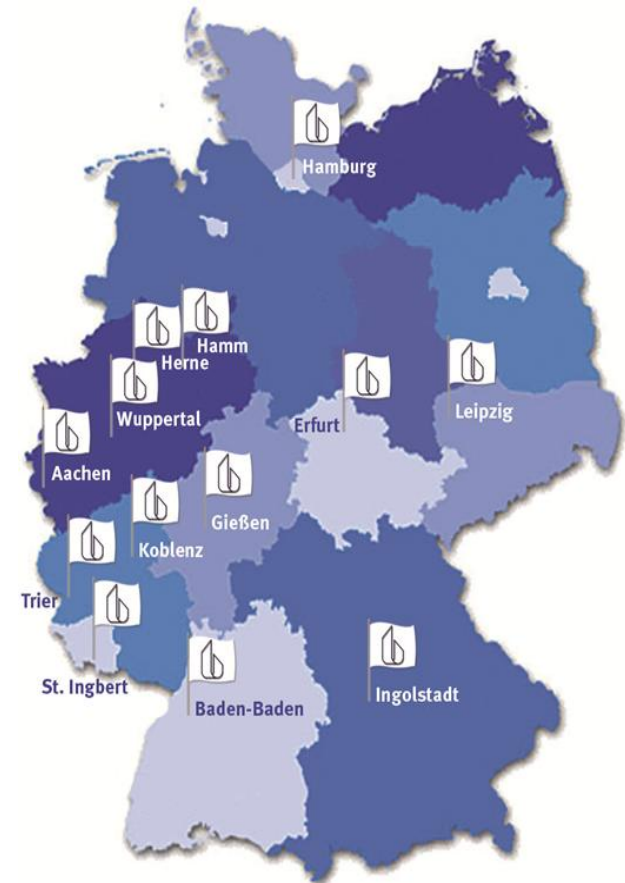 Hamburg
Hamm
Herne
Wuppertal
Erfurt
Leipzig
Aachen
Gießen
Koblenz
Trier
St. Ingbert
Ingolstadt
Baden-Baden